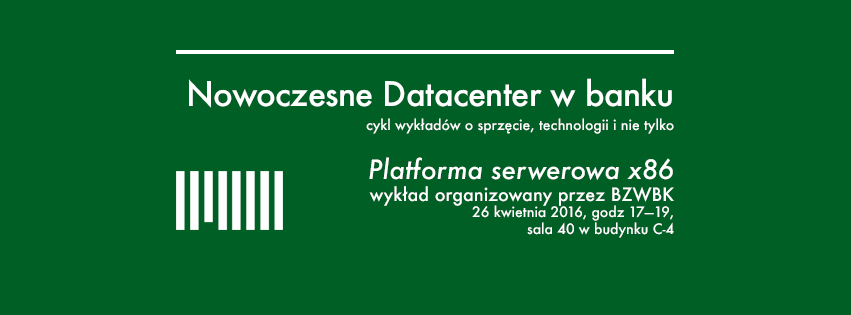 Nowoczesne Datacenter w banku
cykl wykładów o sprzęcie, technologii i nie tylko
Platforma serwerowa x86
wykład organizowany przez BZWBK
26 kwietnia 2016, godz 17–19,
sala 40 w budynku C-4